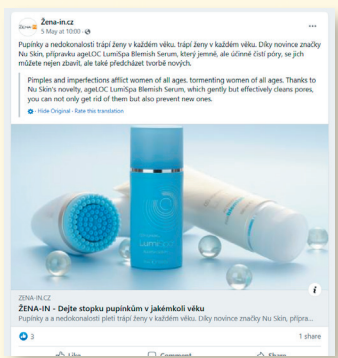 Žena-in.cz
5 May at 10:00
Pupínky a nedokonalosti trápí ženy v každém věku. trápí ženy v každém věku. Díky novince značky
Nu Skin, přípravku ageLOC LumiSpa Blemish Serum, který jemně, ale účinně čistí póry, se jich
můžete nejen zbavit, ale také předcházet tvorbě nových.
Pimples and imperfections afflict women of all ages. tormenting women of all ages. Thanks to
Nu Skin's novelty, ageLOC LumiSpa Blemish Serum, which gently but effectively cleans pores,
you can not only get rid of them but also prevent new ones.
Hide Original · Rate this translation
LumiSpa
ZENA-IN.CZ
ŽENA-IN - Dejte stopku pupínkům v jakémkoli věku
Pupínky a a nedokonalosti pleti trápí ženy v každém věku. Díky novince značky Nu Skin, přípra...
3
1 share
Like
Comment
Share